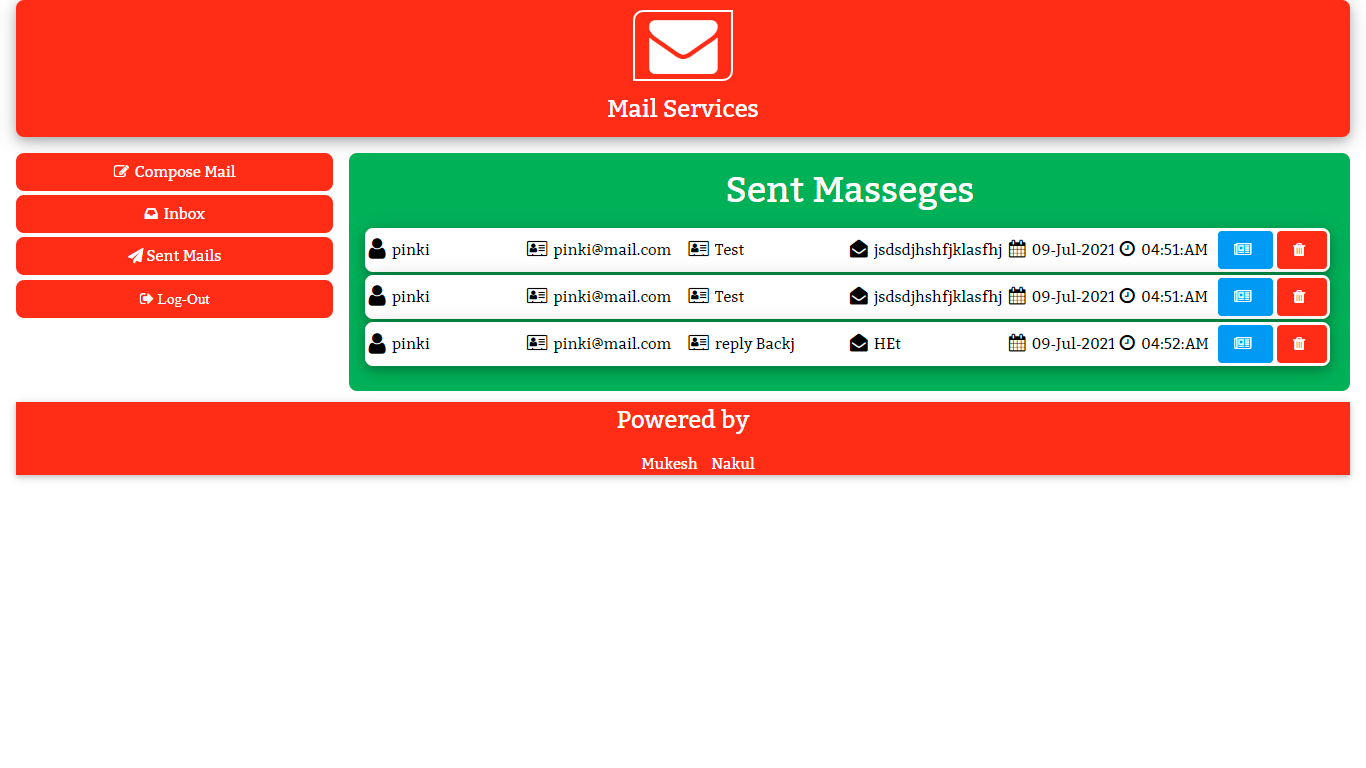 Mail Services
Compose Mail
Inbox
Sent Mails
Log-Out
Sent Masseges
pinki pinki@mail.com Test jsdsdjhshfjklasfhj 09-Jul-2021 04:51:AM
pinki pinki@mail.com Test jsdsdjhshfjklasfhj 09-Jul-2021 04:51:AM
pinki pinki@mail.com reply Backj HEt 09-Jul-2021 04:52:AM
Powered by
Mukesh Nakul